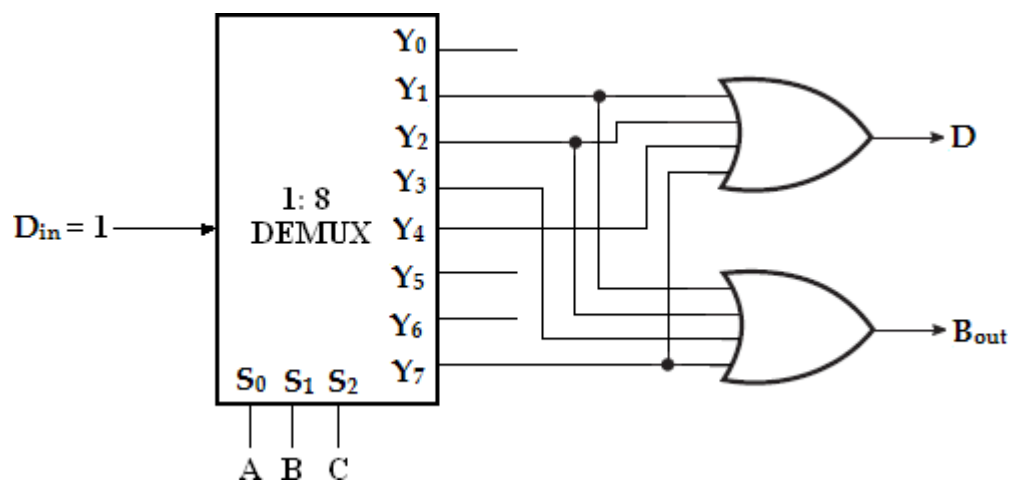 Y₀
Y₁
Y₂
Y₃
Y₄
Y₅
Y₆
Y₇
1: 8
DEMUX
Dᵢₙ = 1
S₀ S₁ S₂
A B C
D
Bₒᵤₜ